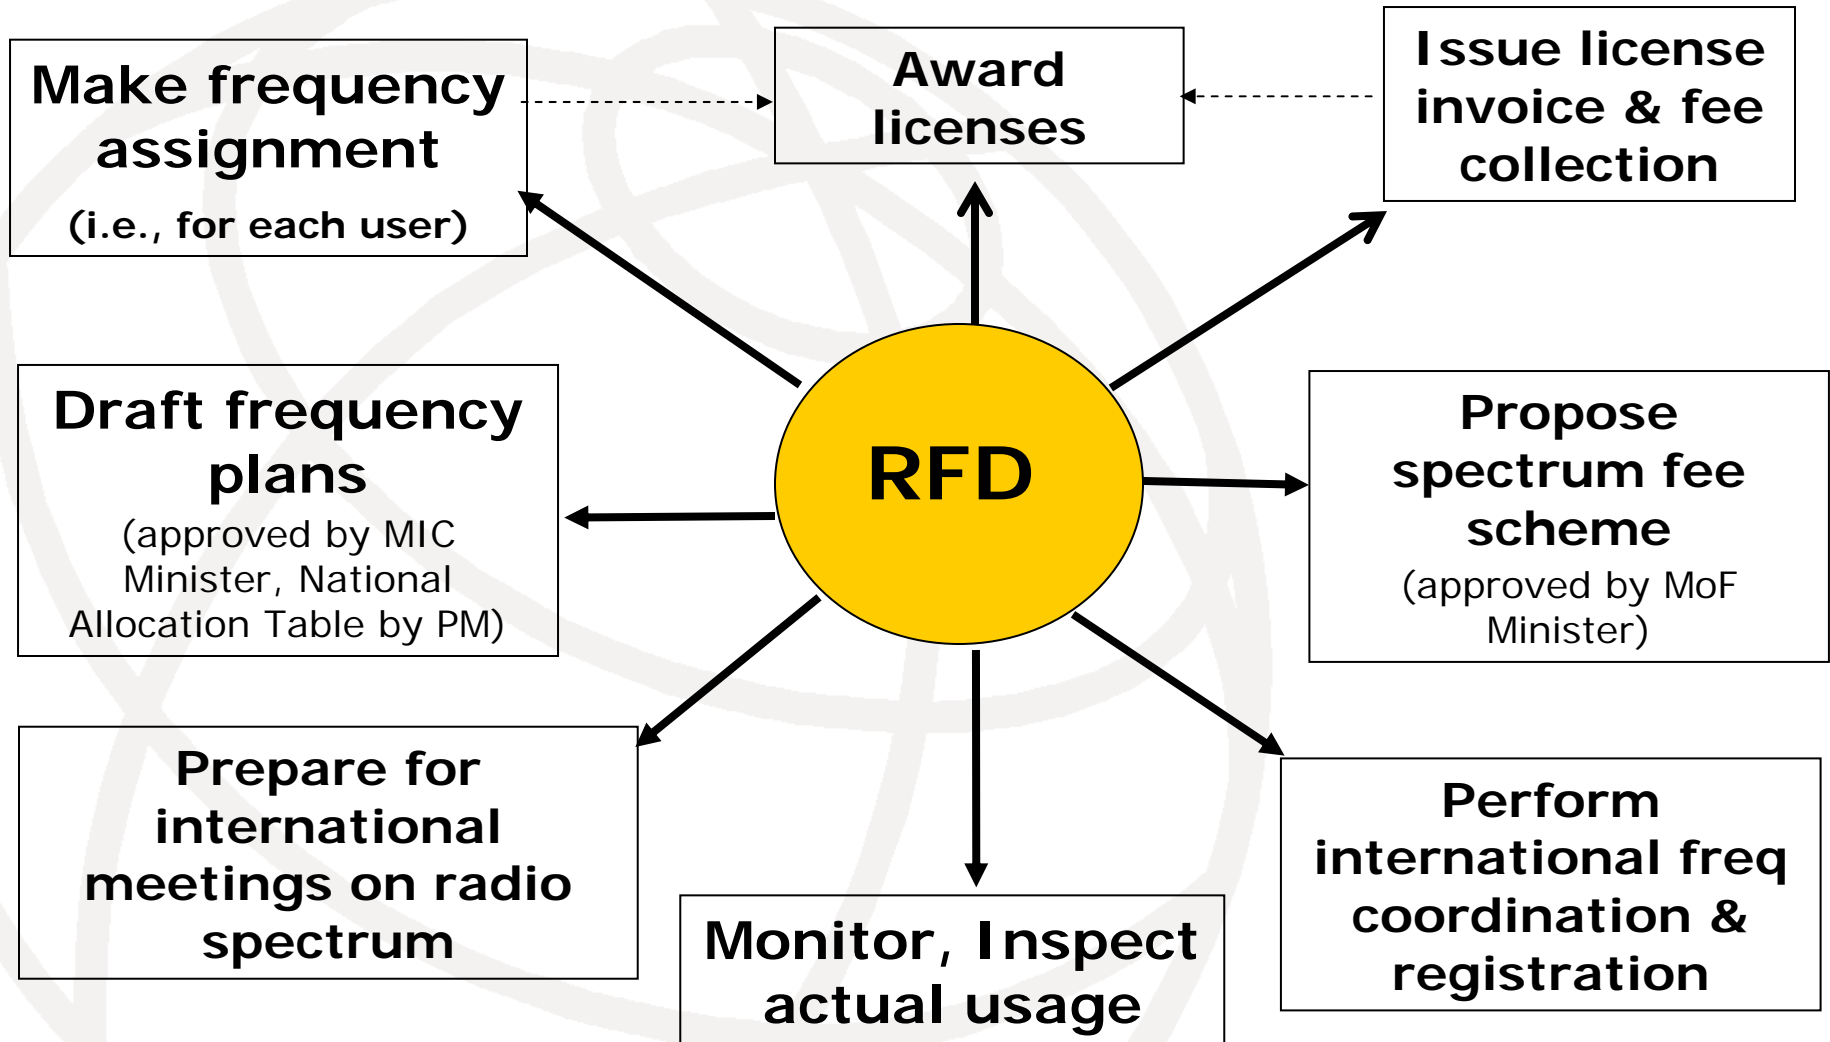 Make frequency
assignment
(i.e., for each user)
Award
licenses
Issue license
invoice & fee
collection
Draft frequency
plans
(approved by MIC
Minister, National
Allocation Table by PM)
RFD
Propose
spectrum fee
scheme
(approved by MoF
Minister)
Prepare for
international
meetings on radio
spectrum
Monitor, Inspect
actual usage
Perform
international freq
coordination &
registration